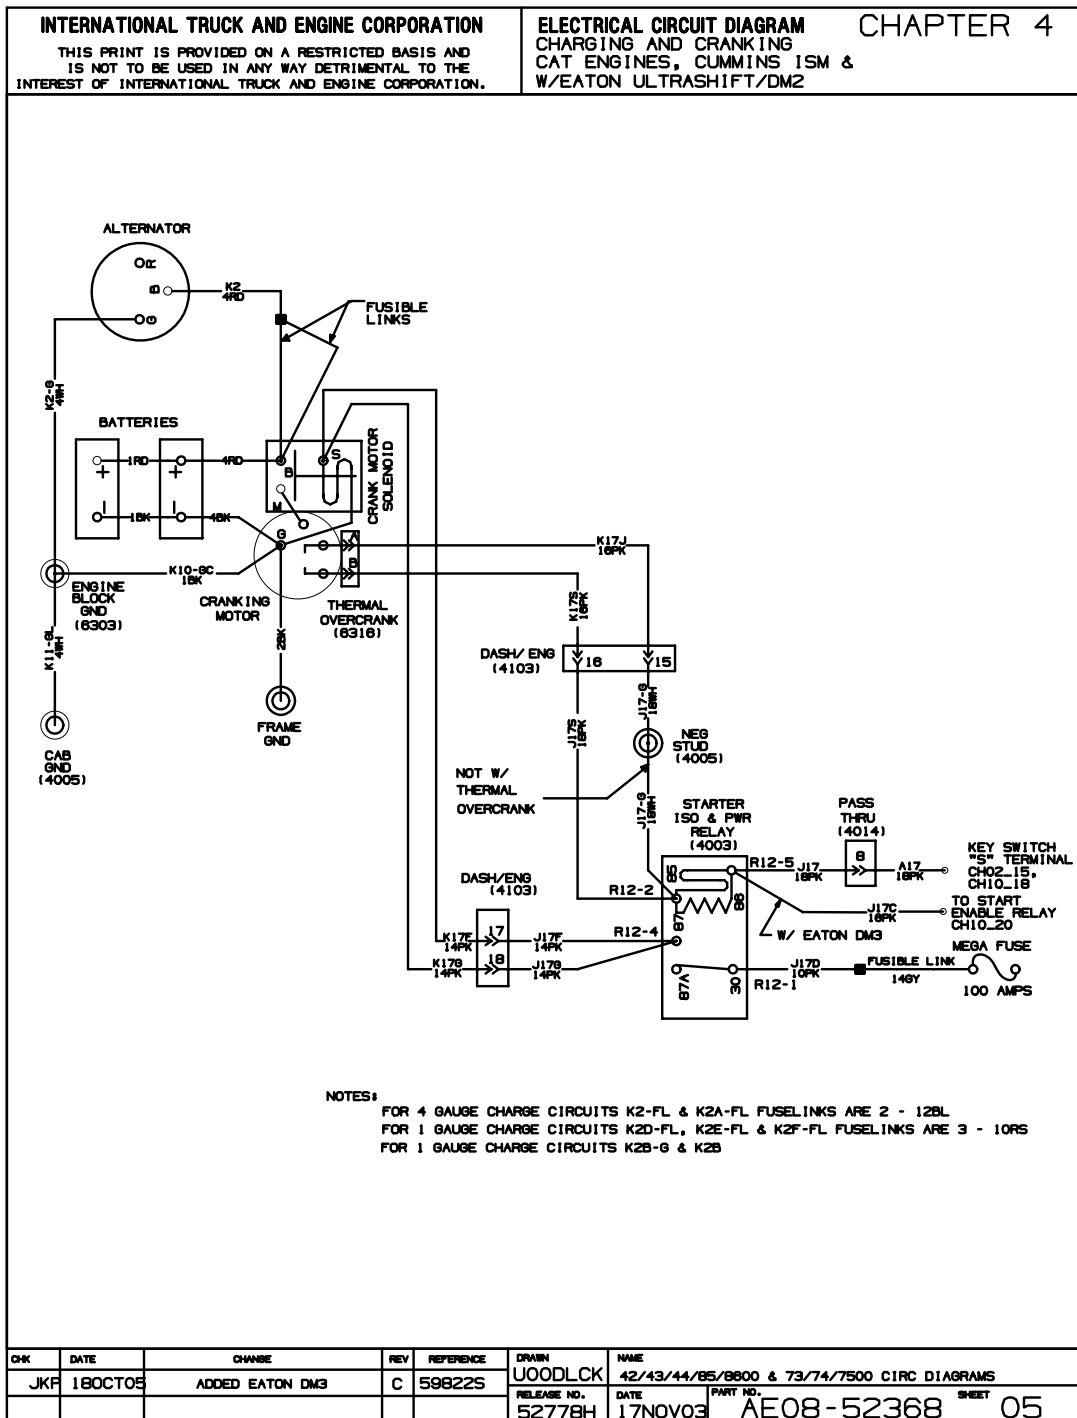 INTERNATIONAL TRUCK AND ENGINE CORPORATION
THIS PRINT IS PROVIDED ON A RESTRICTED BASIS AND
IS NOT TO BE USED IN ANY WAY DETRIMENTAL TO THE
INTEREST OF INTERNATIONAL TRUCK AND ENGINE CORPORATION.
ELECTRICAL CIRCUIT DIAGRAM
CHARGING AND CRANKING
CAT ENGINES, CUMMINS ISM &
W/EATON ULTRASHIFT/DM2
CHAPTER 4
ALTERNATOR
R
B
G
K2
4RD
FUSIBLE
LINKS
K2-G
4WH
BATTERIES
1RD
4RD
+
+
-
-
1BK
4BK
B
S
M
G
CRANK MOTOR
SOLENOID
A
B
K17J
16PK
K10-GC
1BK
ENGINE
BLOCK
GND
(6303)
CRANKING
MOTOR
THERMAL
OVERCRANK
(6316)
K17S
16PK
K11-GL
4WH
2BK
DASH/ ENG
(4103)
16
15
J17-G
18WH
J17S
18PK
CAB
GND
(4005)
FRAME
GND
NEG
STUD
(4005)
NOT W/
THERMAL
OVERCRANK
J17-G
18WH
STARTER
ISO & PWR
RELAY
(4003)
PASS
THRU
(4014)
8
KEY SWITCH
"S" TERMINAL
CH02_15,
CH10_18
R12-5
J17
18PK
A17
18PK
DASH/ENG
(4103)
R12-2
85
86
87
TO START
ENABLE RELAY
CH10_20
J17C
16PK
W/ EATON DM3
K17F
14PK
17
J17F
14PK
R12-4
K17G
14PK
18
J17G
14PK
87A
30
R12-1
J17D
10PK
FUSIBLE LINK
14GY
MEGA FUSE
100 AMPS
NOTES:
FOR 4 GAUGE CHARGE CIRCUITS K2-FL & K2A-FL FUSELINKS ARE 2 - 12BL
FOR 1 GAUGE CHARGE CIRCUITS K2D-FL, K2E-FL & K2F-FL FUSELINKS ARE 3 - 10RS
FOR 1 GAUGE CHARGE CIRCUITS K2B-G & K2B
CHK DATE CHANGE REV REFERENCE
JKP 18OCT05 ADDED EATON DM3 C 59822S
DRAWN
UOODLCK
NAME
42/43/44/85/8600 & 73/74/7500 CIRC DIAGRAMS
RELEASE NO.
52778H
DATE
17NOV03
PART NO.
AE08-52368
SHEET
05